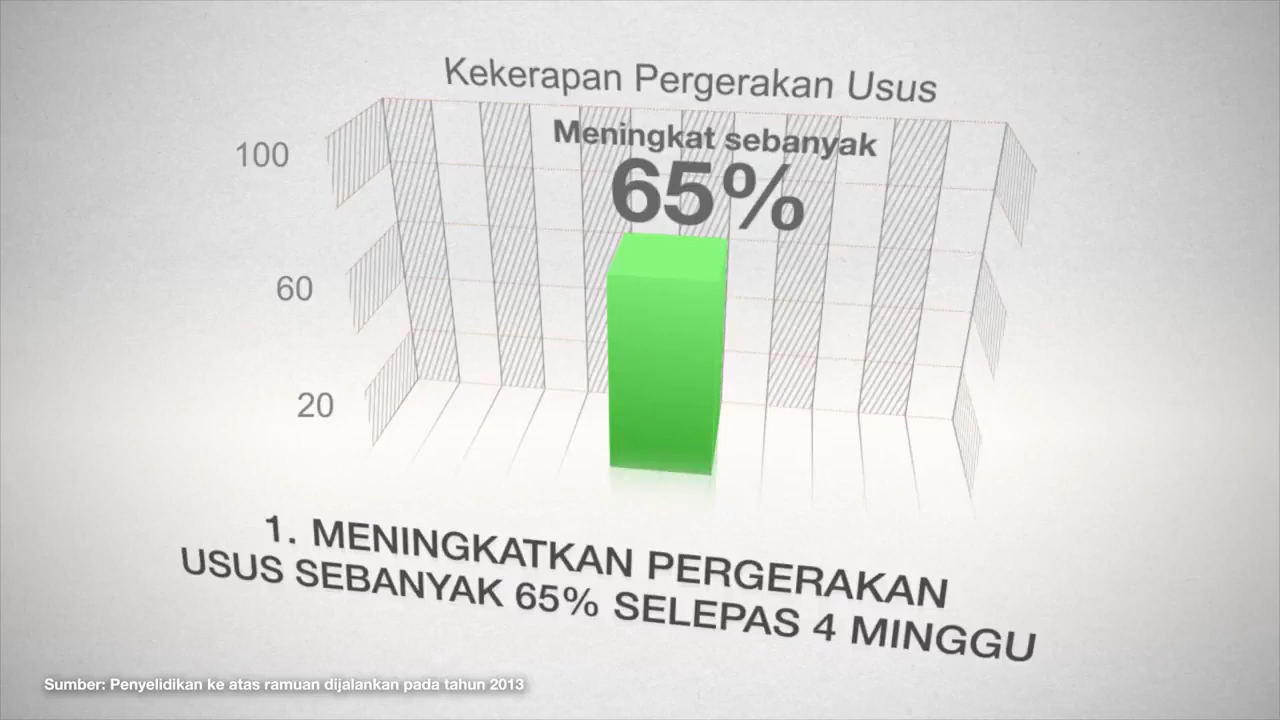 Kekerapan Pergerakan Usus
Meningkat sebanyak
65%
100
60
20
1. MENINGKATKAN PERGERAKAN
USUS SEBANYAK 65% SELEPAS 4 MINGGU
Sumber: Penyelidikan ke atas ramuan dijalankan pada tahun 2013